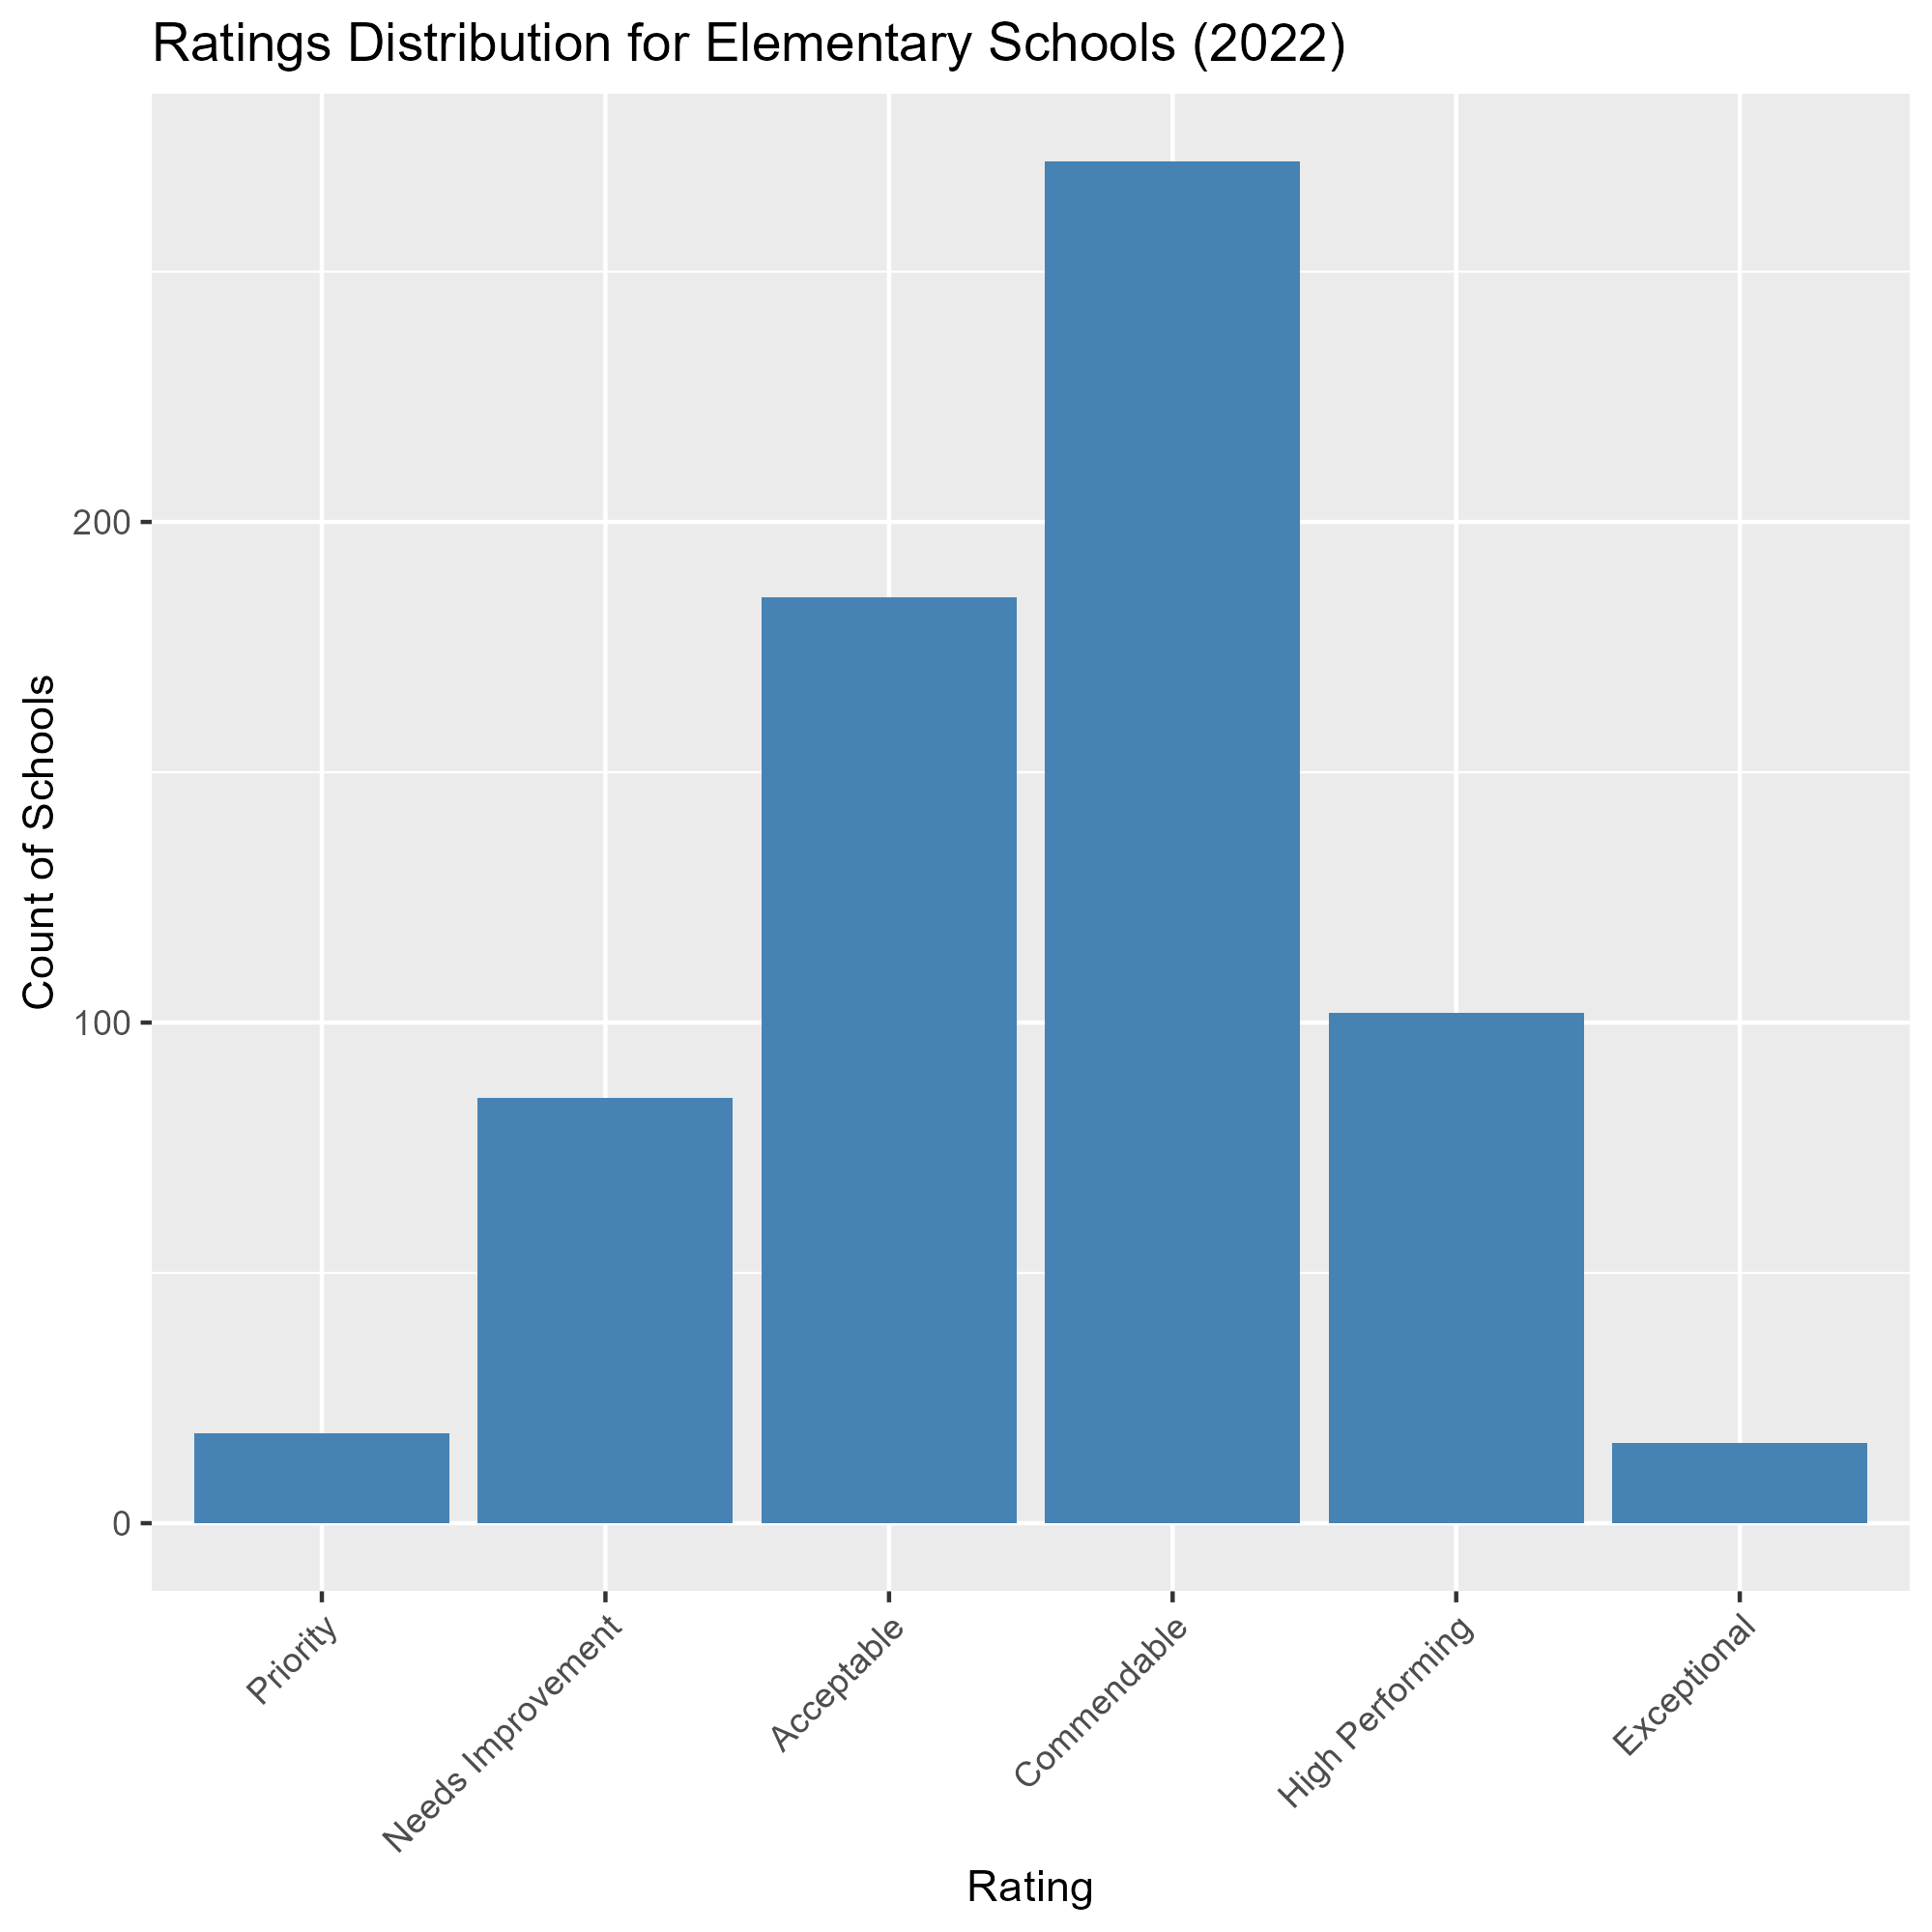 Ratings Distribution for Elementary Schools (2022)
Count of Schools
200
100
0
Priority
Needs Improvement
Acceptable
Commendable
High Performing
Exceptional
Rating